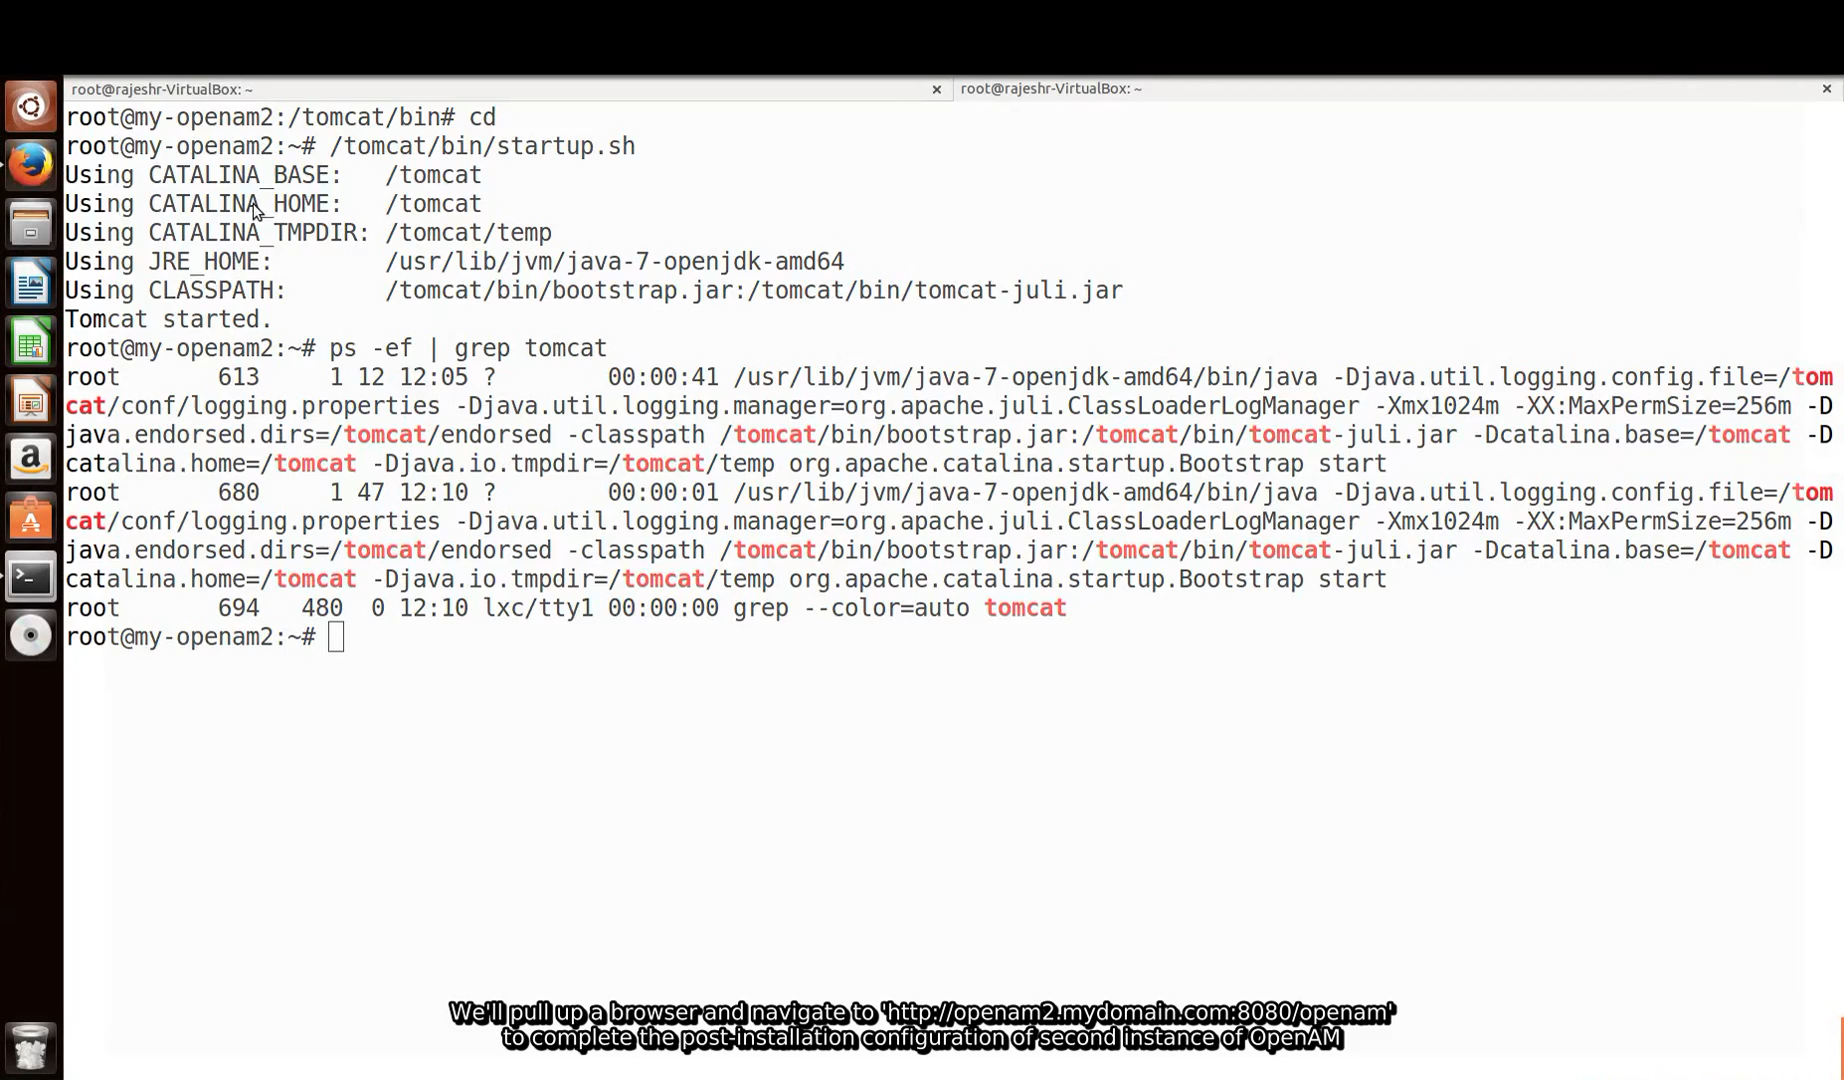 root@rajeshr-VirtualBox: ~ × root@rajeshr-VirtualBox: ~ ×
root@my-openam2:/tomcat/bin# cd
root@my-openam2:~# /tomcat/bin/startup.sh
Using CATALINA_BASE:   /tomcat
Using CATALINA_HOME:   /tomcat
Using CATALINA_TMPDIR: /tomcat/temp
Using JRE_HOME:        /usr/lib/jvm/java-7-openjdk-amd64
Using CLASSPATH:       /tomcat/bin/bootstrap.jar:/tomcat/bin/tomcat-juli.jar
Tomcat started.
root@my-openam2:~# ps -ef | grep tomcat
root       613     1 12 12:05 ?        00:00:41 /usr/lib/jvm/java-7-openjdk-amd64/bin/java -Djava.util.logging.config.file=/tom
cat/conf/logging.properties -Djava.util.logging.manager=org.apache.juli.ClassLoaderLogManager -Xmx1024m -XX:MaxPermSize=256m -D
java.endorsed.dirs=/tomcat/endorsed -classpath /tomcat/bin/bootstrap.jar:/tomcat/bin/tomcat-juli.jar -Dcatalina.base=/tomcat -D
catalina.home=/tomcat -Djava.io.tmpdir=/tomcat/temp org.apache.catalina.startup.Bootstrap start
root       680     1 47 12:10 ?        00:00:01 /usr/lib/jvm/java-7-openjdk-amd64/bin/java -Djava.util.logging.config.file=/tom
cat/conf/logging.properties -Djava.util.logging.manager=org.apache.juli.ClassLoaderLogManager -Xmx1024m -XX:MaxPermSize=256m -D
java.endorsed.dirs=/tomcat/endorsed -classpath /tomcat/bin/bootstrap.jar:/tomcat/bin/tomcat-juli.jar -Dcatalina.base=/tomcat -D
catalina.home=/tomcat -Djava.io.tmpdir=/tomcat/temp org.apache.catalina.startup.Bootstrap start
root       694   480  0 12:10 lxc/tty1 00:00:00 grep --color=auto tomcat
root@my-openam2:~#
We'll pull up a browser and navigate to 'http://openam2.mydomain.com:8080/openam'
to complete the post-installation configuration of second instance of OpenAM